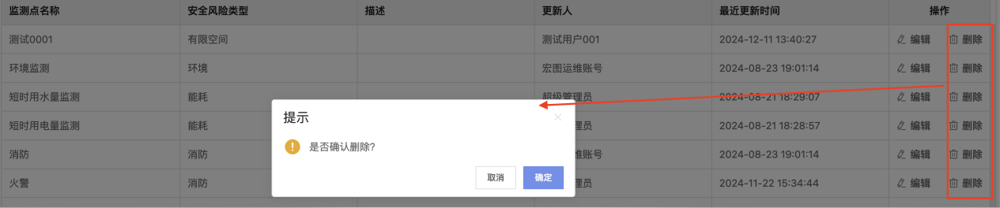 监测点名称 安全风险类型 描述 更新人 最近更新时间 操作
测试0001 有限空间 测试用户001 2024-12-11 13:40:27 编辑 删除
环境监测 环境 宏图运维账号 2024-08-23 19:01:14 编辑 删除
短时用水量监测 能耗 超级管理员 2024-08-21 18:29:07 编辑 删除
短时用电量监测 能耗 理员 2024-08-21 18:28:57 编辑 删除
消防 消防 维账号 2024-08-23 19:01:14 编辑 删除
火警 消防 理员 2024-11-22 15:34:44 编辑 删除
提示
是否确认删除?
取消 确定